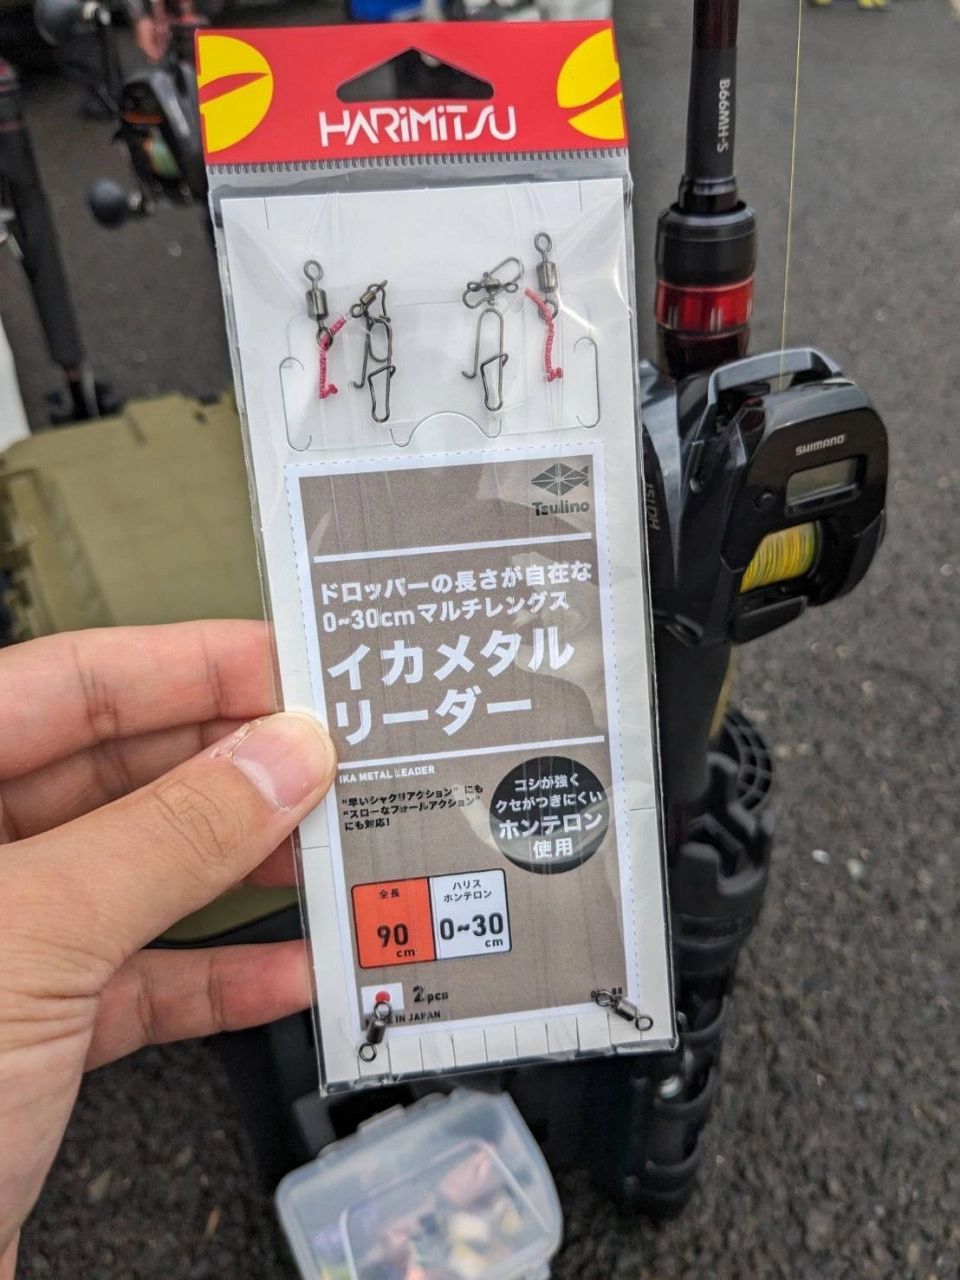 HARiMiTSU
B66MH-S
SHIMANO
151DH
Tsulino
ドロッパーの長さが自在な
0~30cmマルチレングス
イカメタル
リーダー
IKA METAL LEADER
"早いシャクリアクション" にも
"スローなフォールアクション"
にも対応!
コシが強く
クセがつきにくい
ホンテロン
使用
全長
90
cm
ハリス
ホンテロン
0~30
cm
2pcs
IN JAPAN